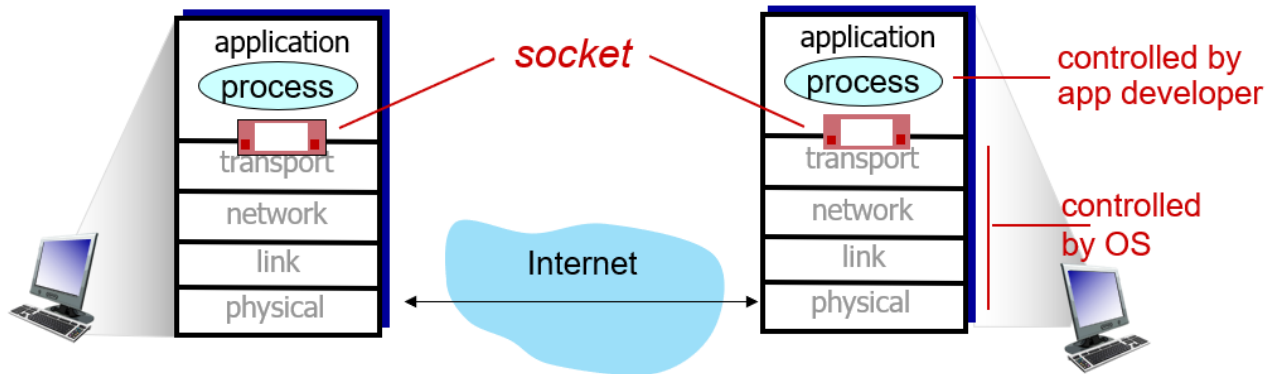 application
process
transport
network
link
physical
socket
Internet
application
process
transport
network
link
physical
controlled by
app developer
controlled
by OS